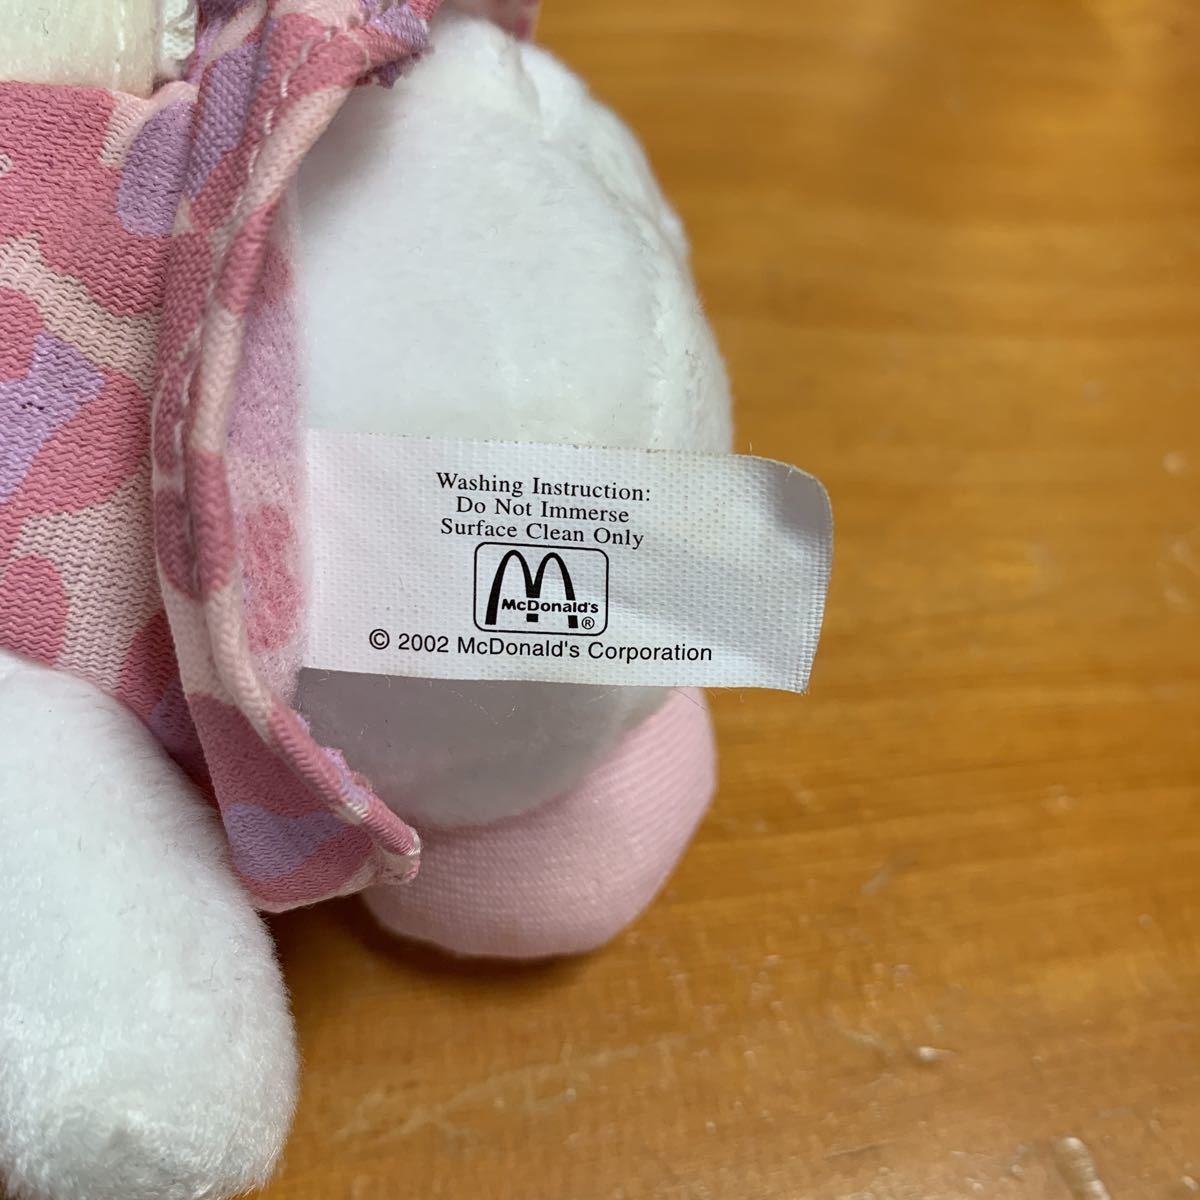 Washing Instruction:
Do Not Immerse
Surface Clean Only
McDonald's
®
© 2002 McDonald's Corporation